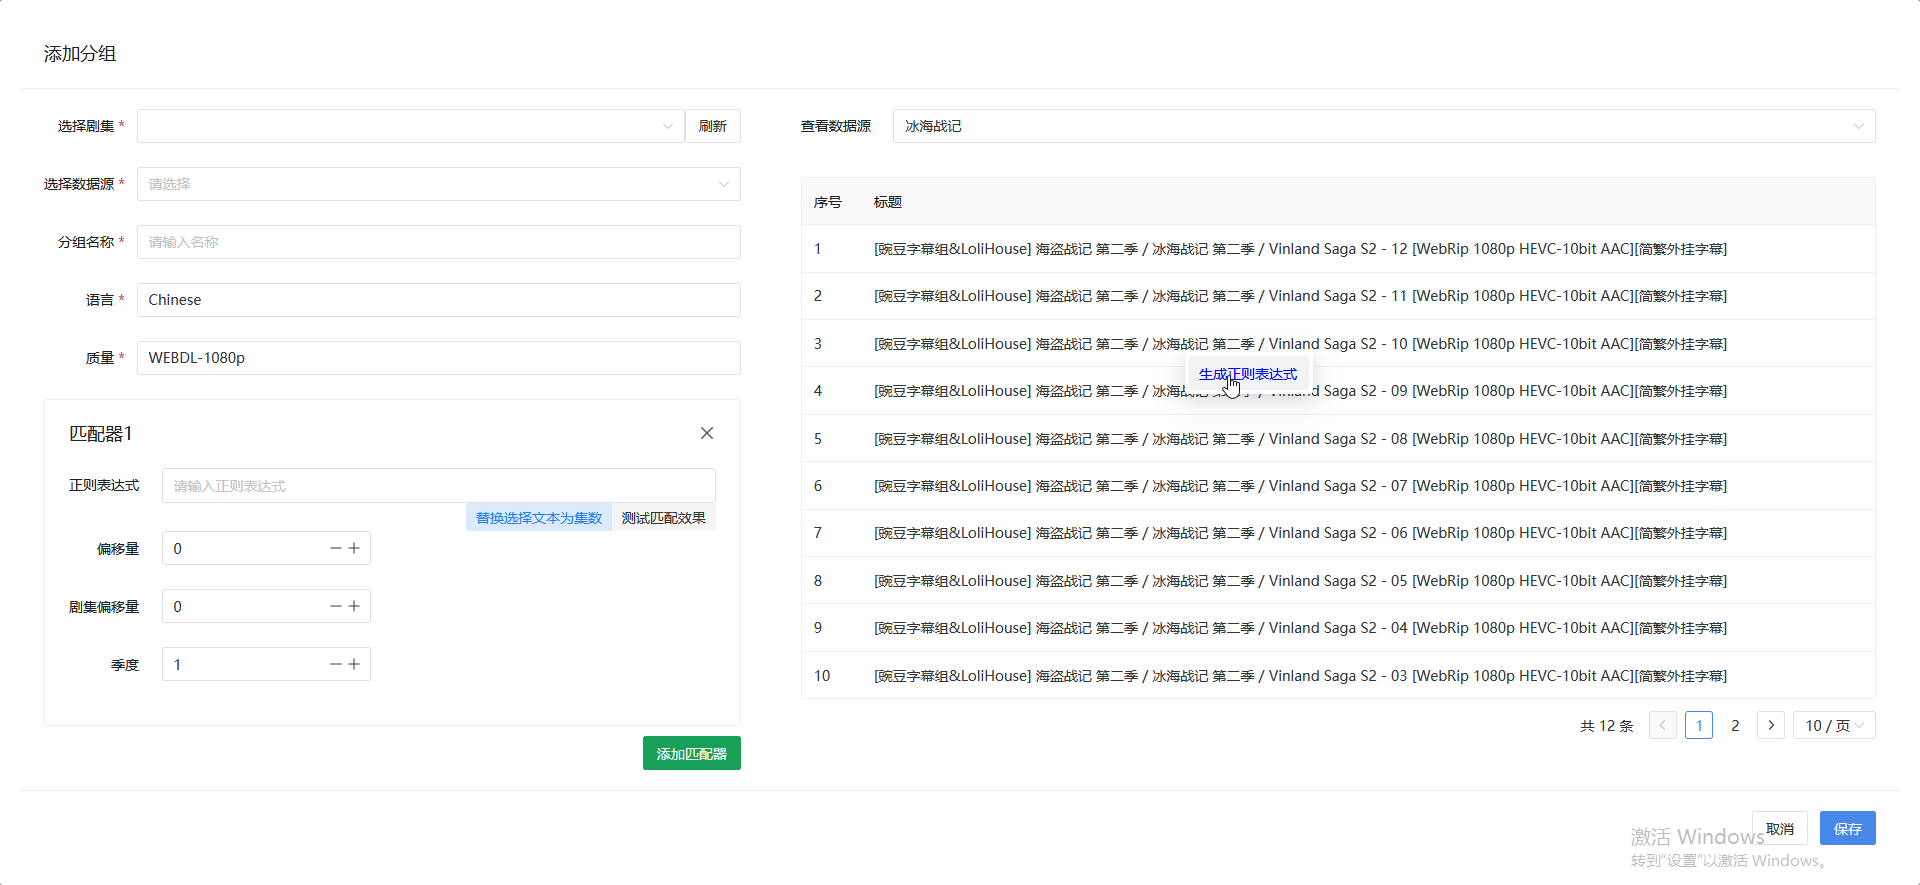 添加分组
选择剧集 *
刷新
选择数据源 *
请选择
分组名称 *
请输入名称
语言 *
Chinese
质量 *
WEBDL-1080p
匹配器1
正则表达式
请输入正则表达式
替换选择文本为集数
测试匹配效果
偏移量
0
剧集偏移量
0
季度
1
添加匹配器
查看数据源
冰海战记
序号 标题
1 [豌豆字幕组&LoliHouse] 海盗战记 第二季 / 冰海战记 第二季 / Vinland Saga S2 - 12 [WebRip 1080p HEVC-10bit AAC][简繁外挂字幕]
2 [豌豆字幕组&LoliHouse] 海盗战记 第二季 / 冰海战记 第二季 / Vinland Saga S2 - 11 [WebRip 1080p HEVC-10bit AAC][简繁外挂字幕]
3 [豌豆字幕组&LoliHouse] 海盗战记 第二季 / 冰海战记 第二季 / Vinland Saga S2 - 10 [WebRip 1080p HEVC-10bit AAC][简繁外挂字幕]
生成正则表达式
4 [豌豆字幕组&LoliHouse] 海盗战记 第二季 / 冰海战记 第二季 / Vinland Saga S2 - 09 [WebRip 1080p HEVC-10bit AAC][简繁外挂字幕]
5 [豌豆字幕组&LoliHouse] 海盗战记 第二季 / 冰海战记 第二季 / Vinland Saga S2 - 08 [WebRip 1080p HEVC-10bit AAC][简繁外挂字幕]
6 [豌豆字幕组&LoliHouse] 海盗战记 第二季 / 冰海战记 第二季 / Vinland Saga S2 - 07 [WebRip 1080p HEVC-10bit AAC][简繁外挂字幕]
7 [豌豆字幕组&LoliHouse] 海盗战记 第二季 / 冰海战记 第二季 / Vinland Saga S2 - 06 [WebRip 1080p HEVC-10bit AAC][简繁外挂字幕]
8 [豌豆字幕组&LoliHouse] 海盗战记 第二季 / 冰海战记 第二季 / Vinland Saga S2 - 05 [WebRip 1080p HEVC-10bit AAC][简繁外挂字幕]
9 [豌豆字幕组&LoliHouse] 海盗战记 第二季 / 冰海战记 第二季 / Vinland Saga S2 - 04 [WebRip 1080p HEVC-10bit AAC][简繁外挂字幕]
10 [豌豆字幕组&LoliHouse] 海盗战记 第二季 / 冰海战记 第二季 / Vinland Saga S2 - 03 [WebRip 1080p HEVC-10bit AAC][简繁外挂字幕]
共 12 条 1 2 10 / 页
取消
保存
激活 Windows
转到"设置"以激活 Windows。